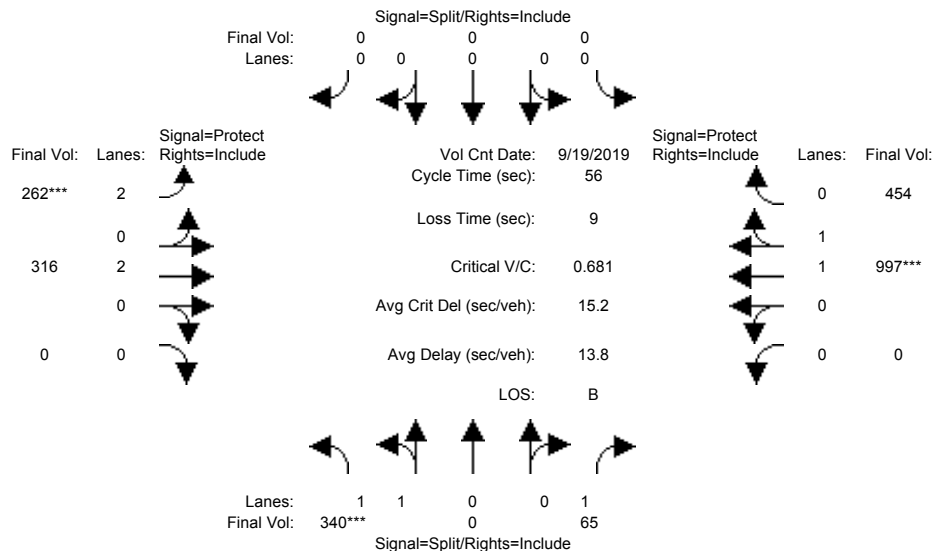 Signal=Split/Rights=Include
Final Vol: 0 0 0
Lanes: 0 0 0 0 0
Signal=Protect Signal=Protect
Final Vol: Lanes: Rights=Include Vol Cnt Date: 9/19/2019 Rights=Include Lanes: Final Vol:
Cycle Time (sec): 56
262*** 2 0 454
Loss Time (sec): 9
0 1
316 2 Critical V/C: 0.681 1 997***
0 Avg Crit Del (sec/veh): 15.2 0
0 0 Avg Delay (sec/veh): 13.8 0 0
LOS: B
Lanes: 1 1 0 0 1
Final Vol: 340*** 0 65
Signal=Split/Rights=Include